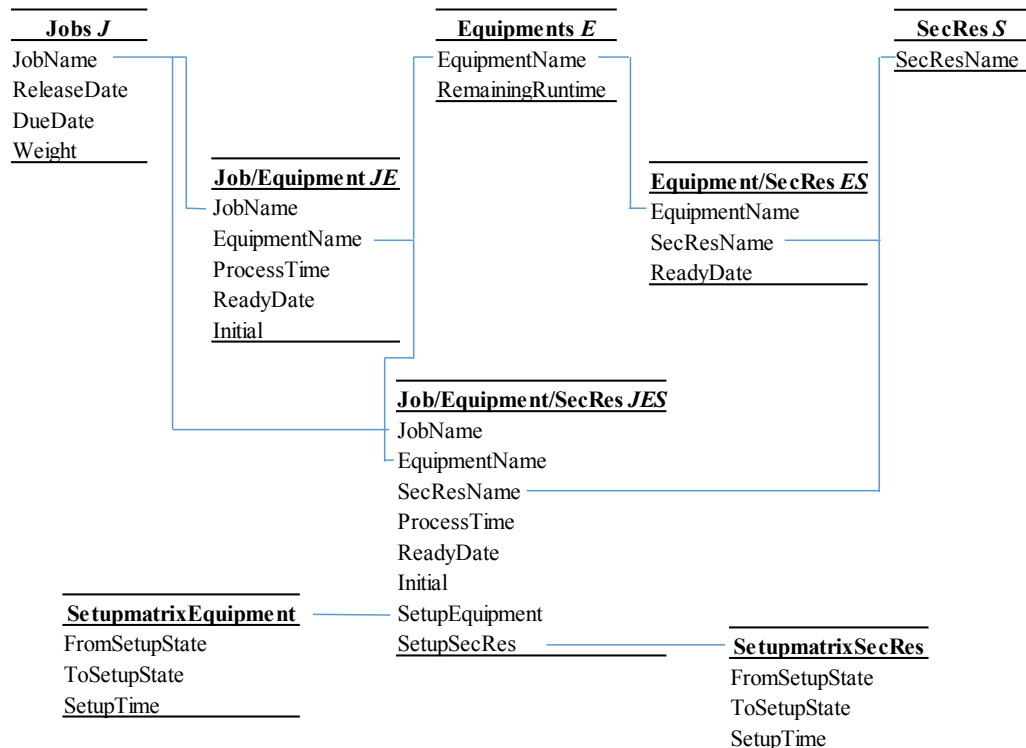 Jobs J
JobName
ReleaseDate
DueDate
Weight
Equipments E
EquipmentName
RemainingRuntime
SecRes S
SecResName
Job/Equipment JE
JobName
EquipmentName
ProcessTime
ReadyDate
Initial
Equipment/SecRes ES
EquipmentName
SecResName
ReadyDate
Job/Equipment/SecRes JES
JobName
EquipmentName
SecResName
ProcessTime
ReadyDate
Initial
SetupEquipment
SetupSecRes
SetupmatrixEquipment
FromSetupState
ToSetupState
SetupTime
SetupmatrixSecRes
FromSetupState
ToSetupState
SetupTime